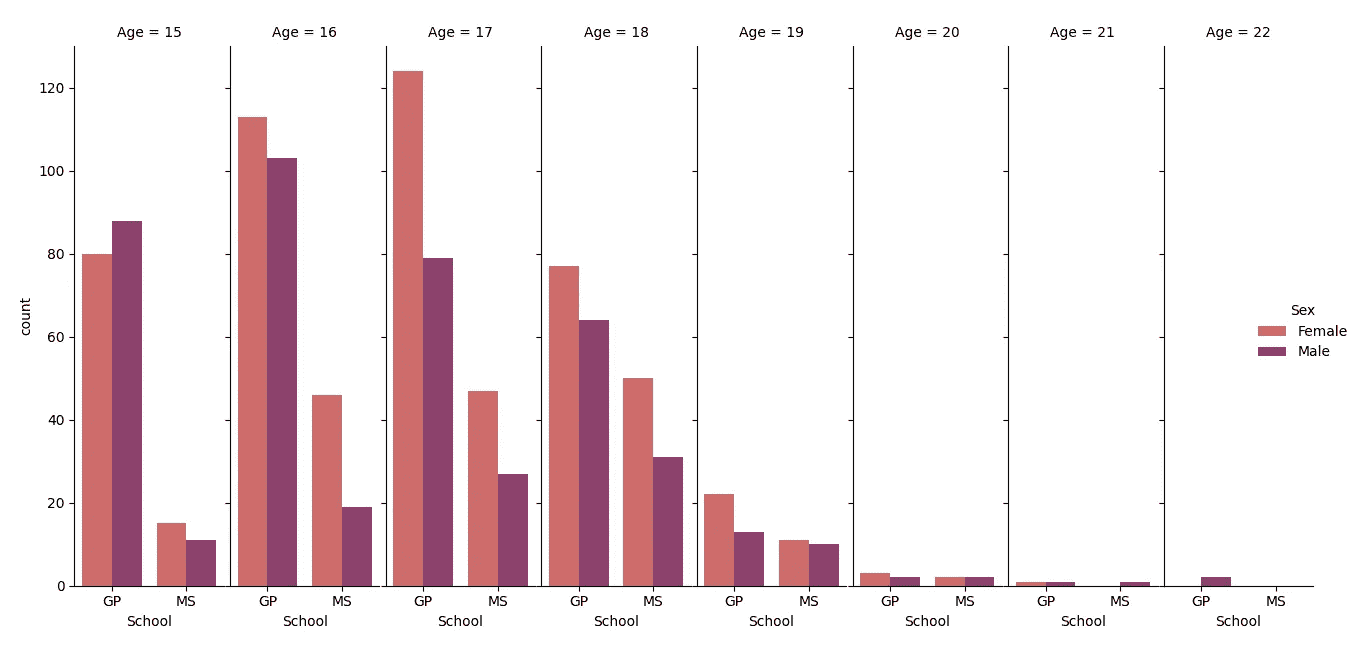 Age = 15 Age = 16 Age = 17 Age = 18 Age = 19 Age = 20 Age = 21 Age = 22
120
100
80
60
40
20
0
count
Sex
Female
Male
GP MS GP MS GP MS GP MS GP MS GP MS GP MS GP MS
School School School School School School School School